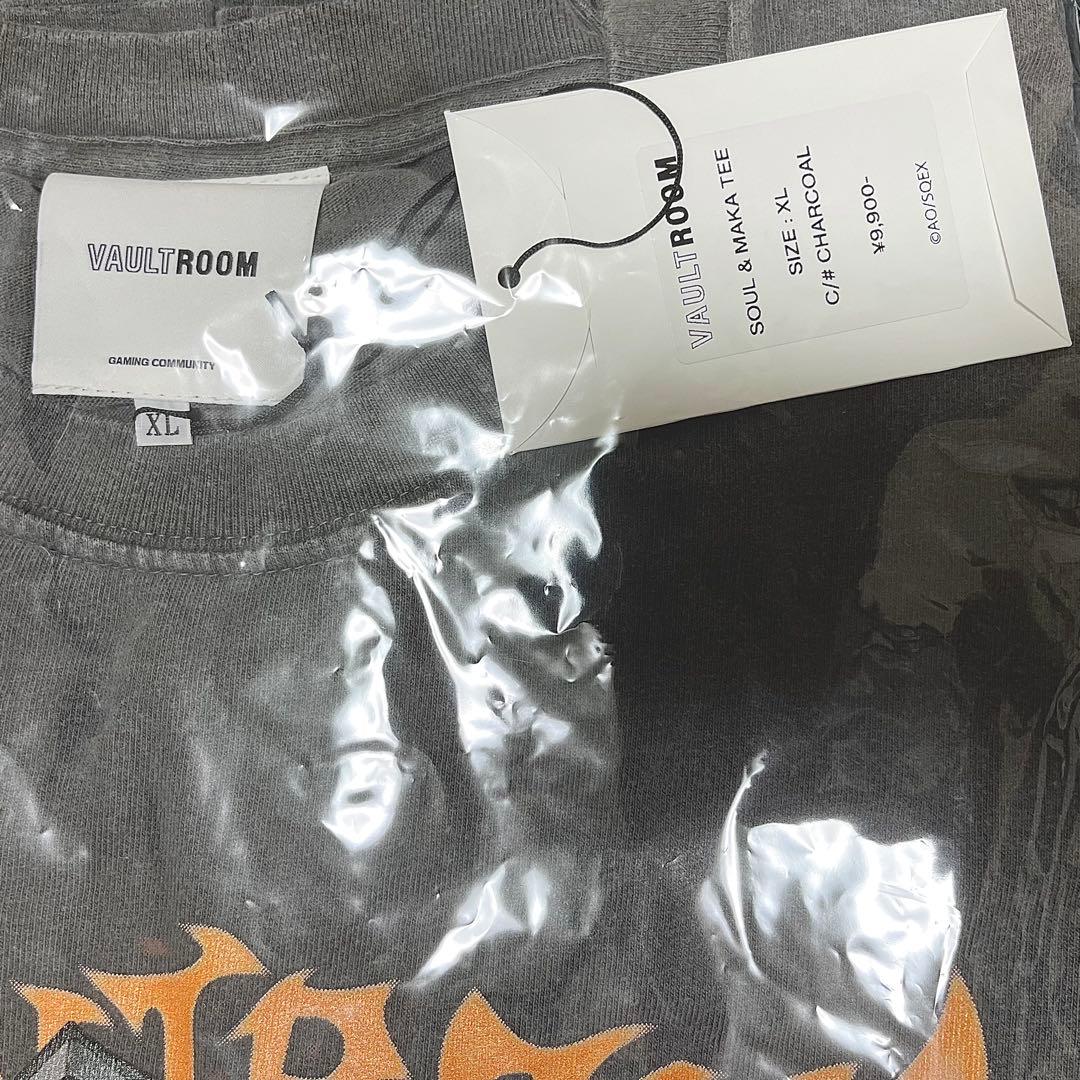 VAULTROOM
GAMING COMMUNITY
XL
VAULTROOM
SOUL & MAKA TEE
SIZE : XL
C/# CHARCOAL
¥9,900-
©AO/SQEX